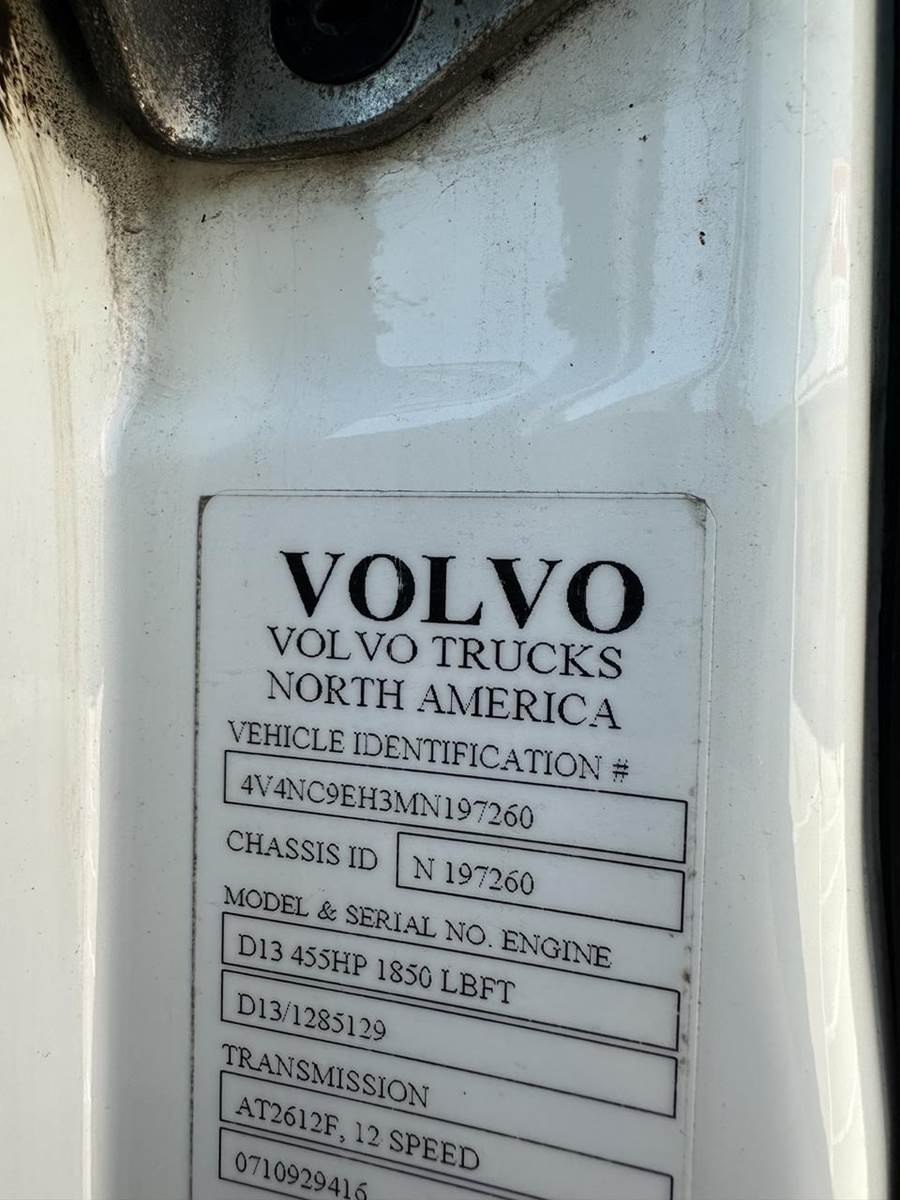 VOLVO
VOLVO TRUCKS
NORTH AMERICA
VEHICLE IDENTIFICATION #
4V4NC9EH3MN197260
CHASSIS ID N 197260
MODEL & SERIAL NO. ENGINE
D13 455HP 1850 LBFT
D13/1285129
TRANSMISSION
AT2612F, 12 SPEED
0710929416